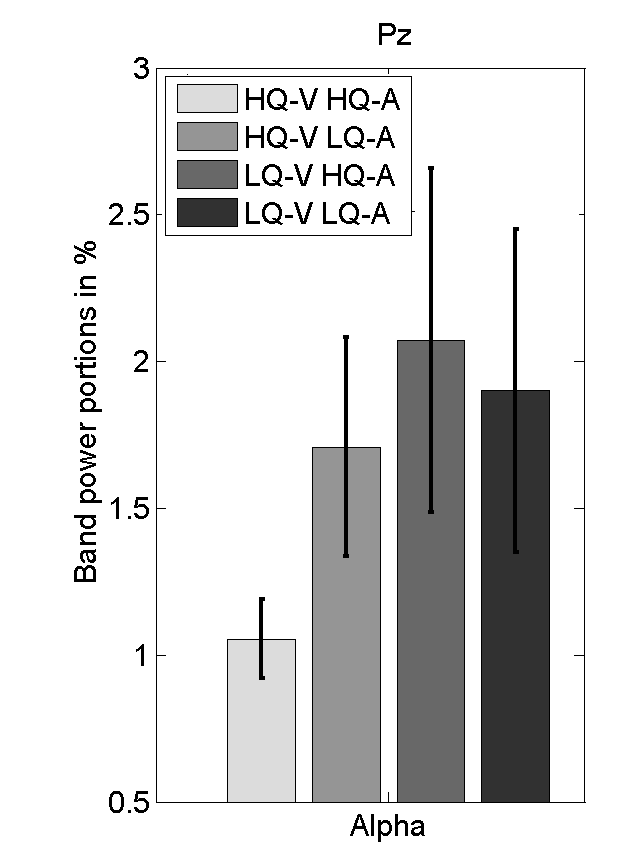 Pz
3
HQ-V HQ-A
HQ-V LQ-A
LQ-V HQ-A
LQ-V LQ-A
2.5
2
1.5
1
0.5
Band power portions in %
Alpha